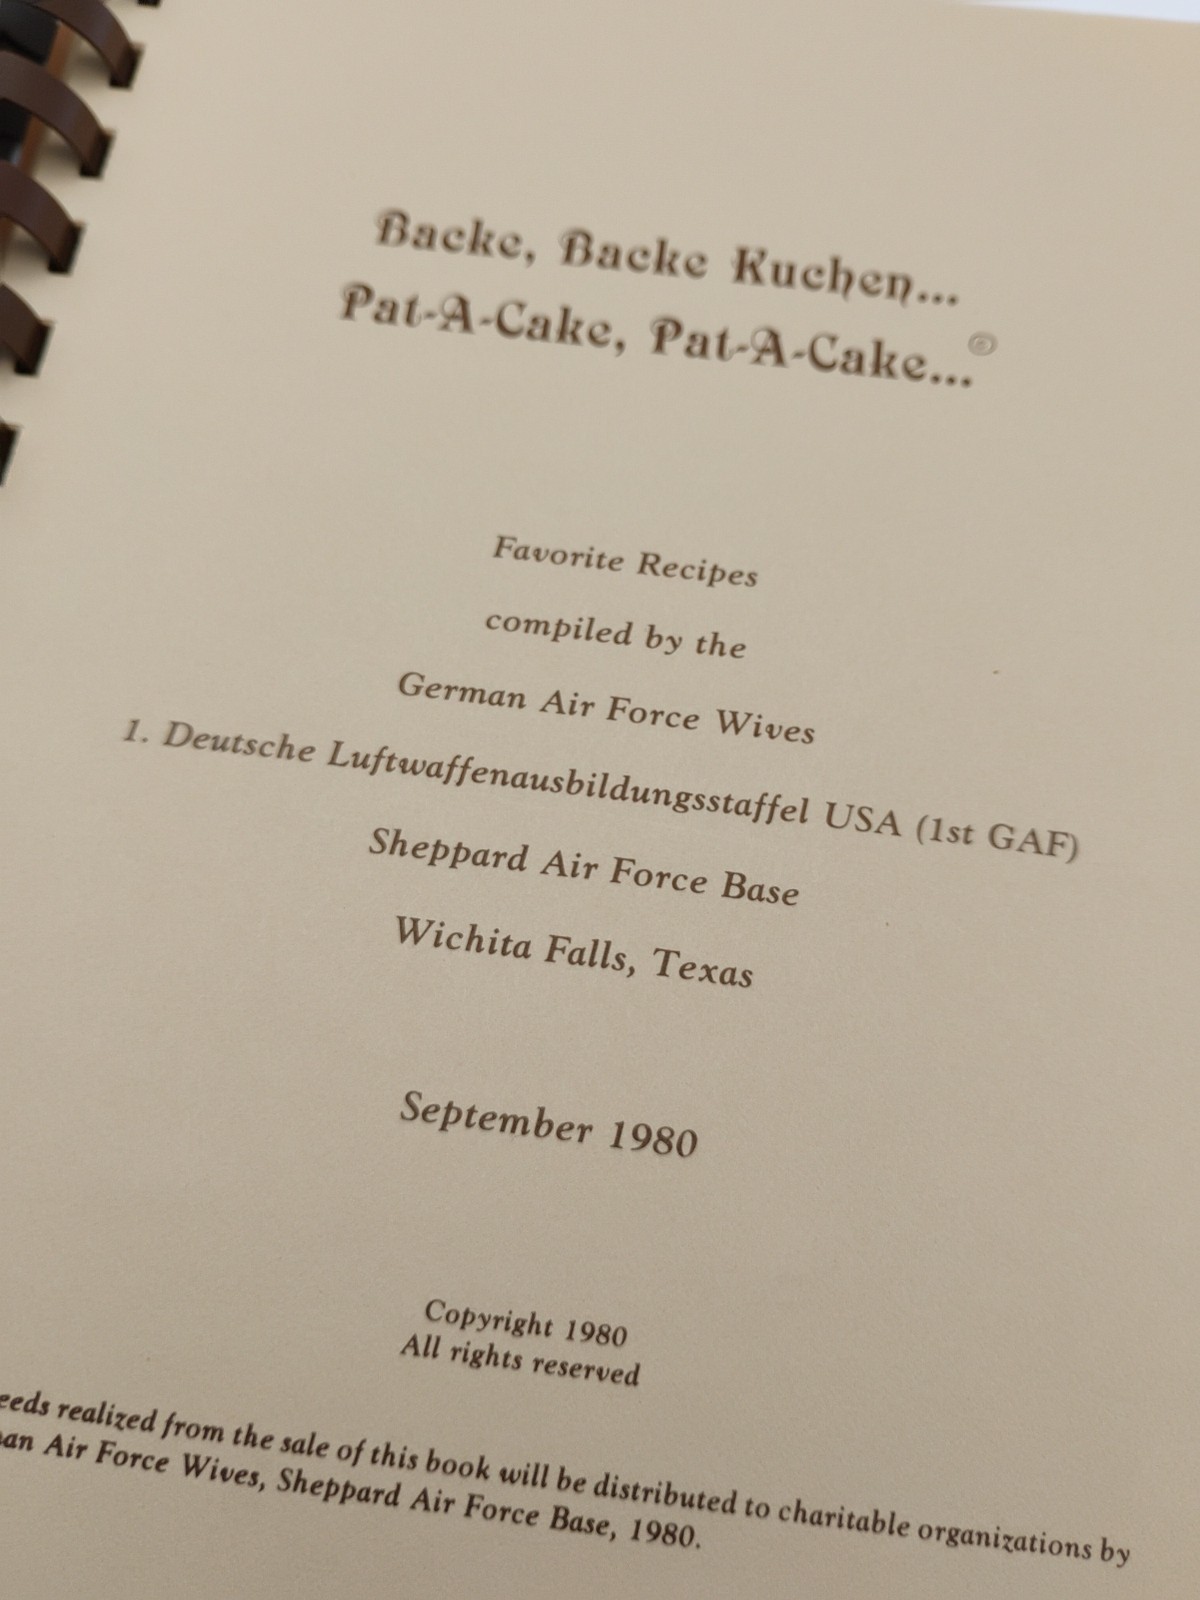 Backe, Backe Kuchen...
Pat-A-Cake, Pat-A-Cake...©
Favorite Recipes
compiled by the
German Air Force Wives
1. Deutsche Luftwaffenausbildungsstaffel USA (1st GAF)
Sheppard Air Force Base
Wichita Falls, Texas
September 1980
Copyright 1980
All rights reserved
eeds realized from the sale of this book will be distributed to charitable organizations by
an Air Force Wives, Sheppard Air Force Base, 1980.